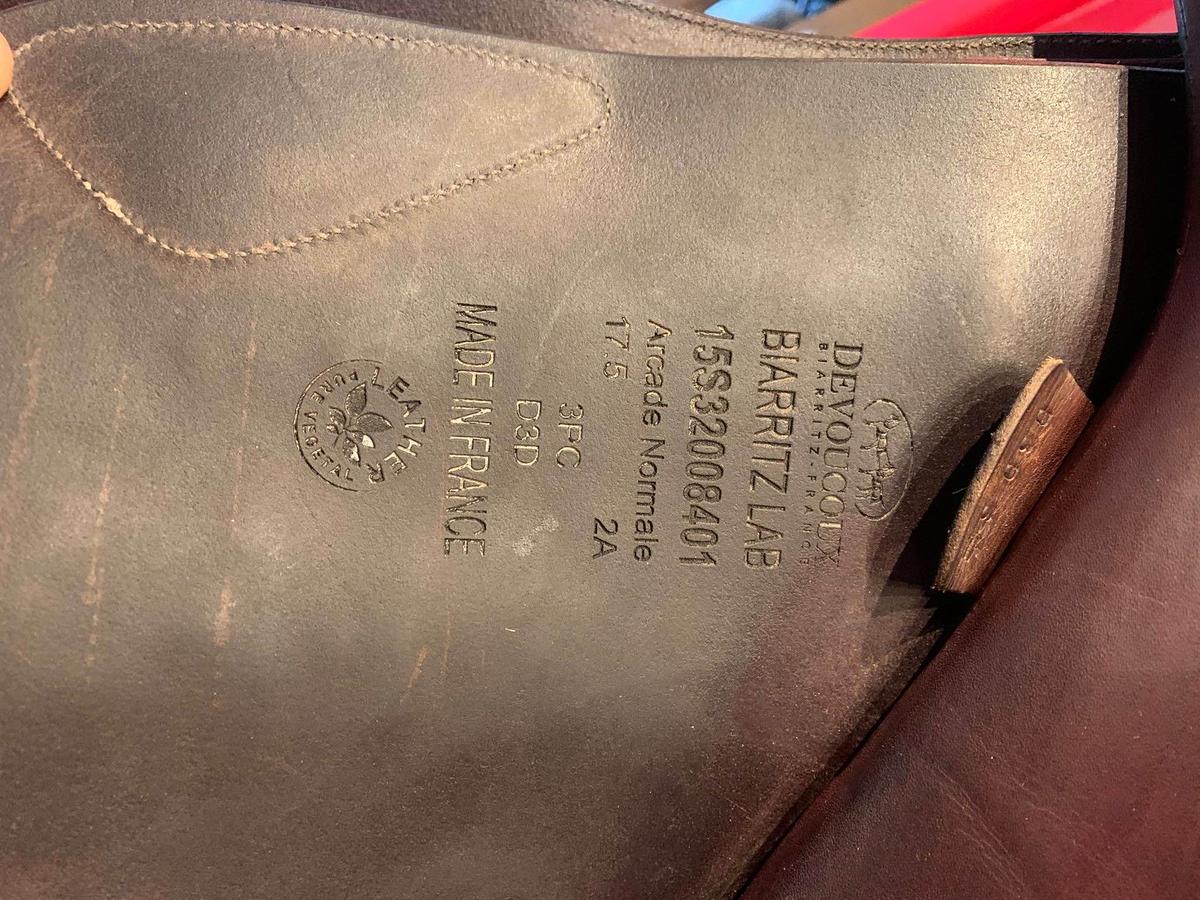 DEVOUCOUX
BIARRITZ-FRANCE
BIARRITZ LAB
15S32008401
Arcade Normale
17.5 2A
3PC
D3D
MADE IN FRANCE
LEATHER
PURE VEGETAL